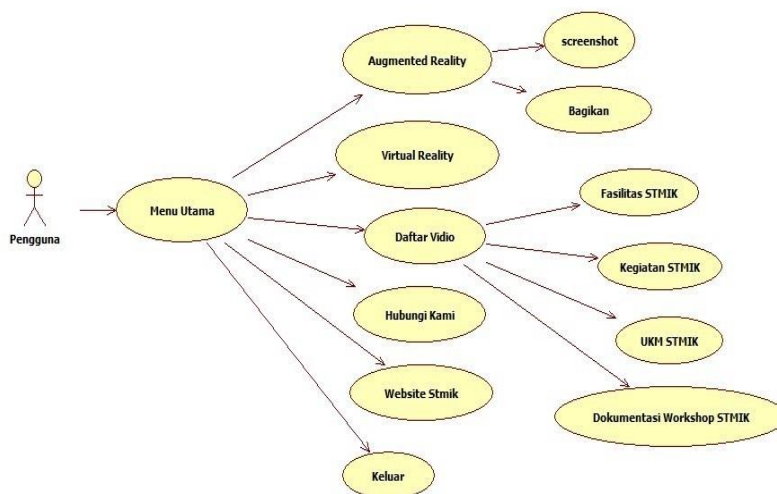 screenshot
Augmented Reality
Bagikan
Virtual Reality
Fasilitas STMIK
Menu Utama
Pengguna
Daftar Vidio
Kegiatan STMIK
Hubungi Kami
UKM STMIK
Website Stmik
Dokumentasi Workshop STMIK
Keluar